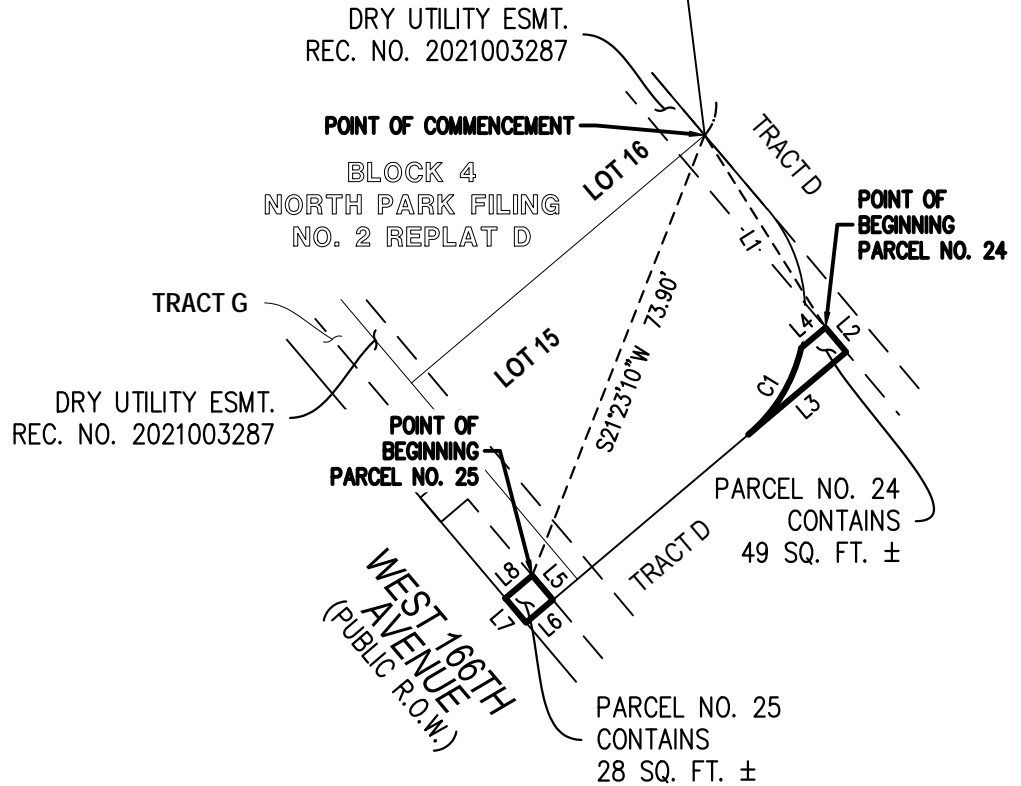 DRY UTILITY ESMT.
REC. NO. 2021003287
POINT OF COMMENCEMENT
TRACT D
BLOCK 4
NORTH PARK FILING
NO. 2 REPLAT D
LOT 16
POINT OF
BEGINNING
PARCEL NO. 24
L1
TRACT G
S21°23'10"W 73.90'
L4
L2
LOT 15
C1
L3
DRY UTILITY ESMT.
REC. NO. 2021003287
POINT OF
BEGINNING
PARCEL NO. 25
PARCEL NO. 24
CONTAINS
49 SQ. FT. ±
TRACT D
L8
L5
L7
L6
WEST 166TH
AVENUE
(PUBLIC R.O.W.)
PARCEL NO. 25
CONTAINS
28 SQ. FT. ±